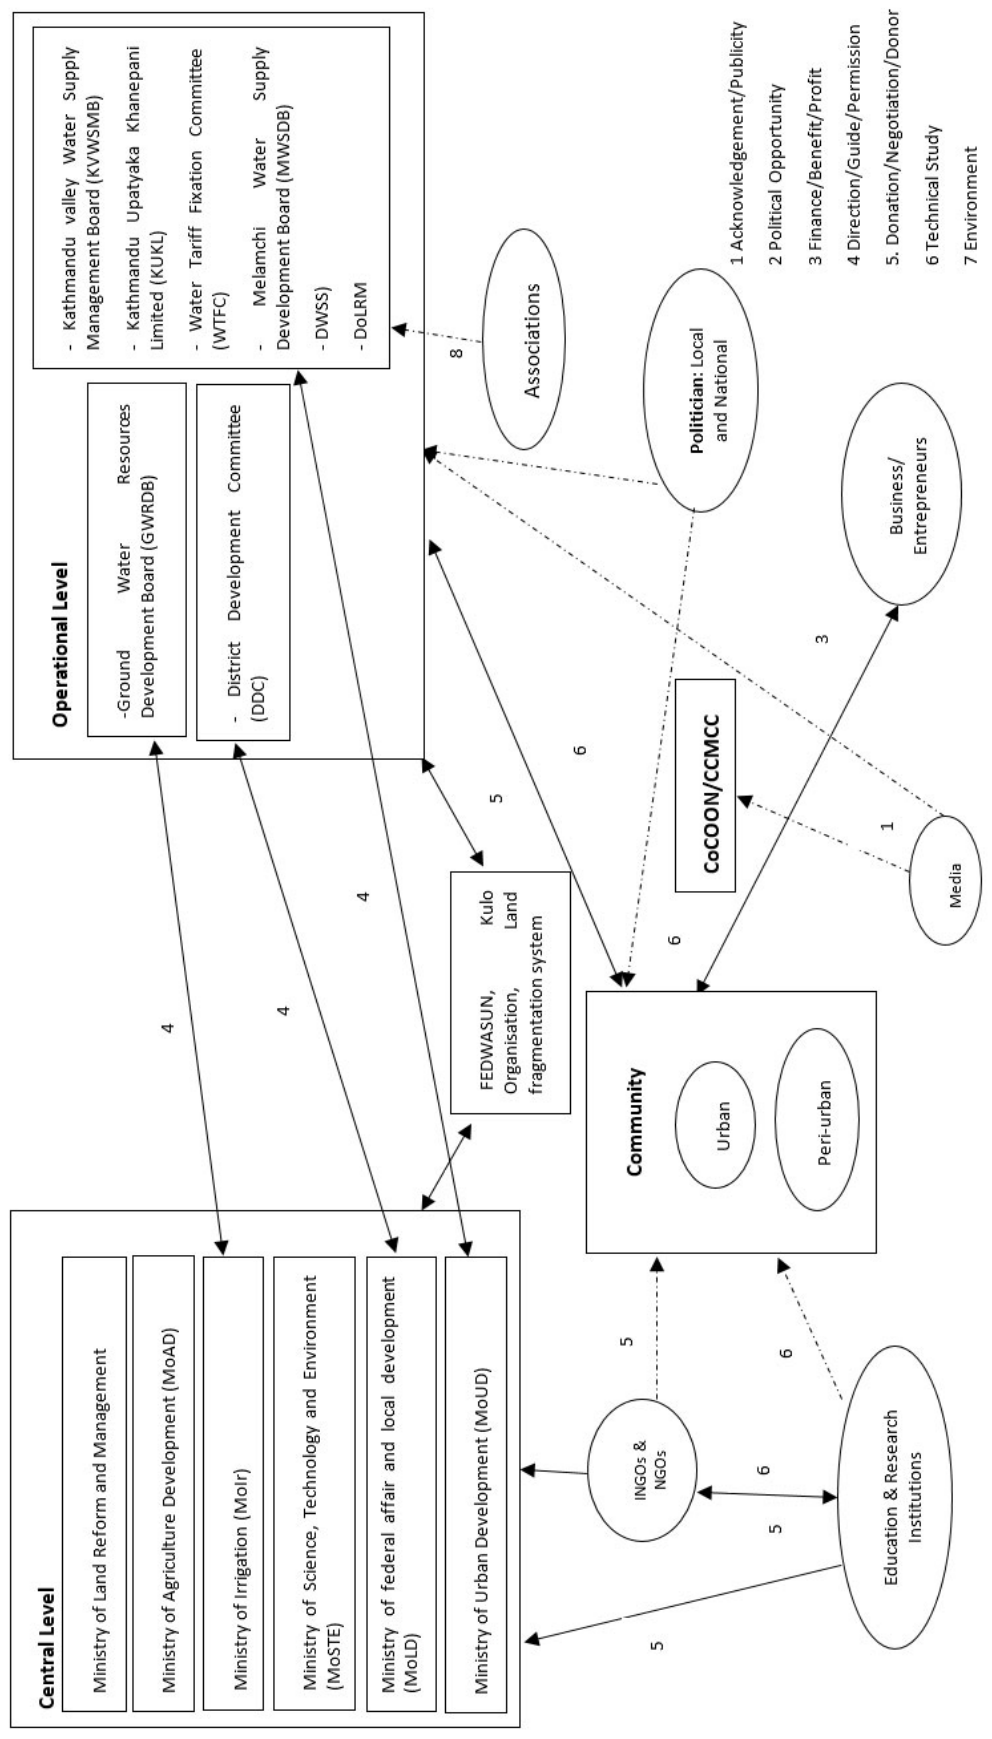 Central Level
Ministry of Land Reform and Management
Ministry of Agriculture Development (MoAD)
Ministry of Irrigation (MoIr)
Ministry of Science, Technology and Environment
(MoSTE)
Ministry of federal affair and local development
(MoLD)
Ministry of Urban Development (MoUD)
Operational Level
-Ground Water Resources
Development Board (GWRDB)
- District Development Committee
(DDC)
- Kathmandu valley Water Supply
Management Board (KVWSMB)
- Kathmandu Upatyaka Khanepani
Limited (KUKL)
- Water Tariff Fixation Committee
(WTFC)
- Melamchi Water Supply
Development Board (MWSDB)
- DWSS)
- DoLRM
4
4
4
5
FEDWASUN, Kulo
Organisation, Land
fragmentation system
6
8
Associations
Politician: Local
and National
Community
Urban
Peri-urban
6
CoCOON/CCMCC
3
Business/
Entrepreneurs
1
Media
INGOs &
NGOs
5
6
6
5
5
Education & Research
Institutions
1 Acknowledgement/Publicity
2 Political Opportunity
3 Finance/Benefit/Profit
4 Direction/Guide/Permission
5. Donation/Negotiation/Donor
6 Technical Study
7 Environment